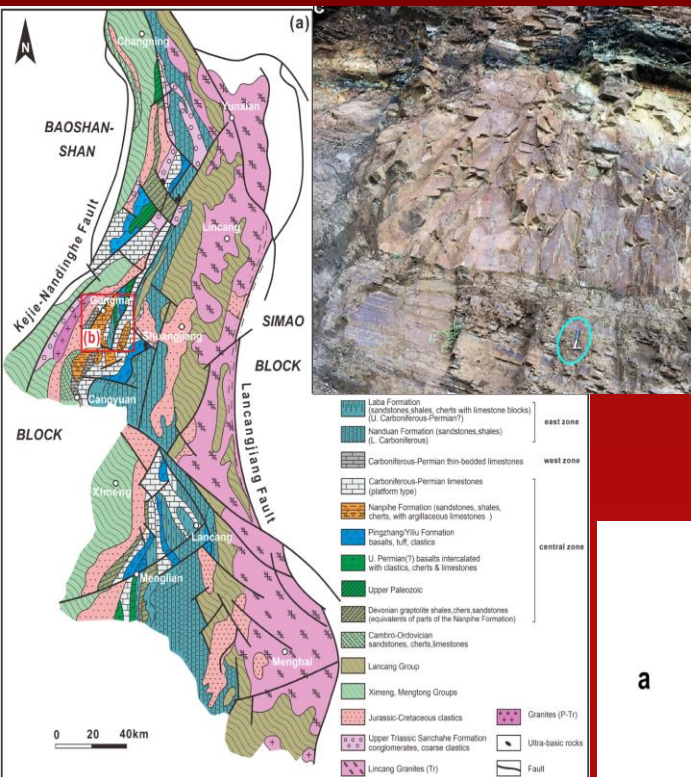 (a)
C
N
Changning
Yunxian
BAOSHAN-
SHAN
Lincang
Kejie-Nandinghe Fault
Gengma
(b)
Shuangjiang
SIMAO
BLOCK
Cangyuan
BLOCK
Lancangjiang Fault
Ximeng
Lancang
Menglian
Menghai
0 20 40km
Laba Formation
(sandstones,shales, cherts with limestone blocks)
(U. Carboniferous-Permian?)
east zone
Nanduan Formation (sandstones,shales)
(L. Carboniferous)
Carboniferous-Permian thin-bedded limestones
west zone
Carboniferous-Permian limestones
(platform type)
Nanpihe Formation (sandstones, shales,
cherts, with argillaceous limestones )
Pingzhang/Yiliu Formation
basalts, tuff, clastics
central zone
U. Permian(?) basalts intercalated
with clastics, cherts & limestones
Upper Paleozoic
Devonian graptolite shales,chers,sandstones
(equivalents of parts of the Nanpihe Formation)
Cambro-Ordovician
sandstones, cherts,limestones
Lancang Group
Ximeng, Mengtong Groups
Jurassic-Cretaceous clastics
Granites (P-Tr)
Upper Triassic Sanchahe Formation
conglomerates, coarse clastics
Ultra-basic rocks
Lincang Granites (Tr)
Fault
a